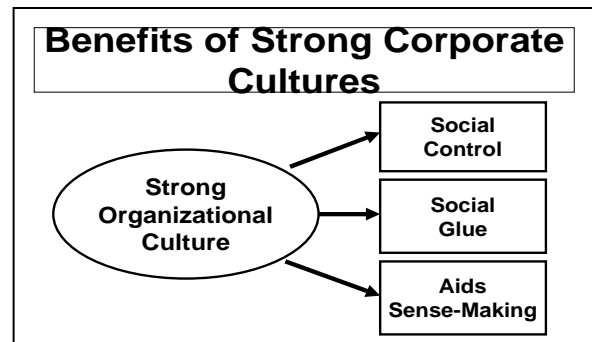 Benefits of Strong Corporate
Cultures
Strong
Organizational
Culture
Social
Control
Social
Glue
Aids
Sense-Making